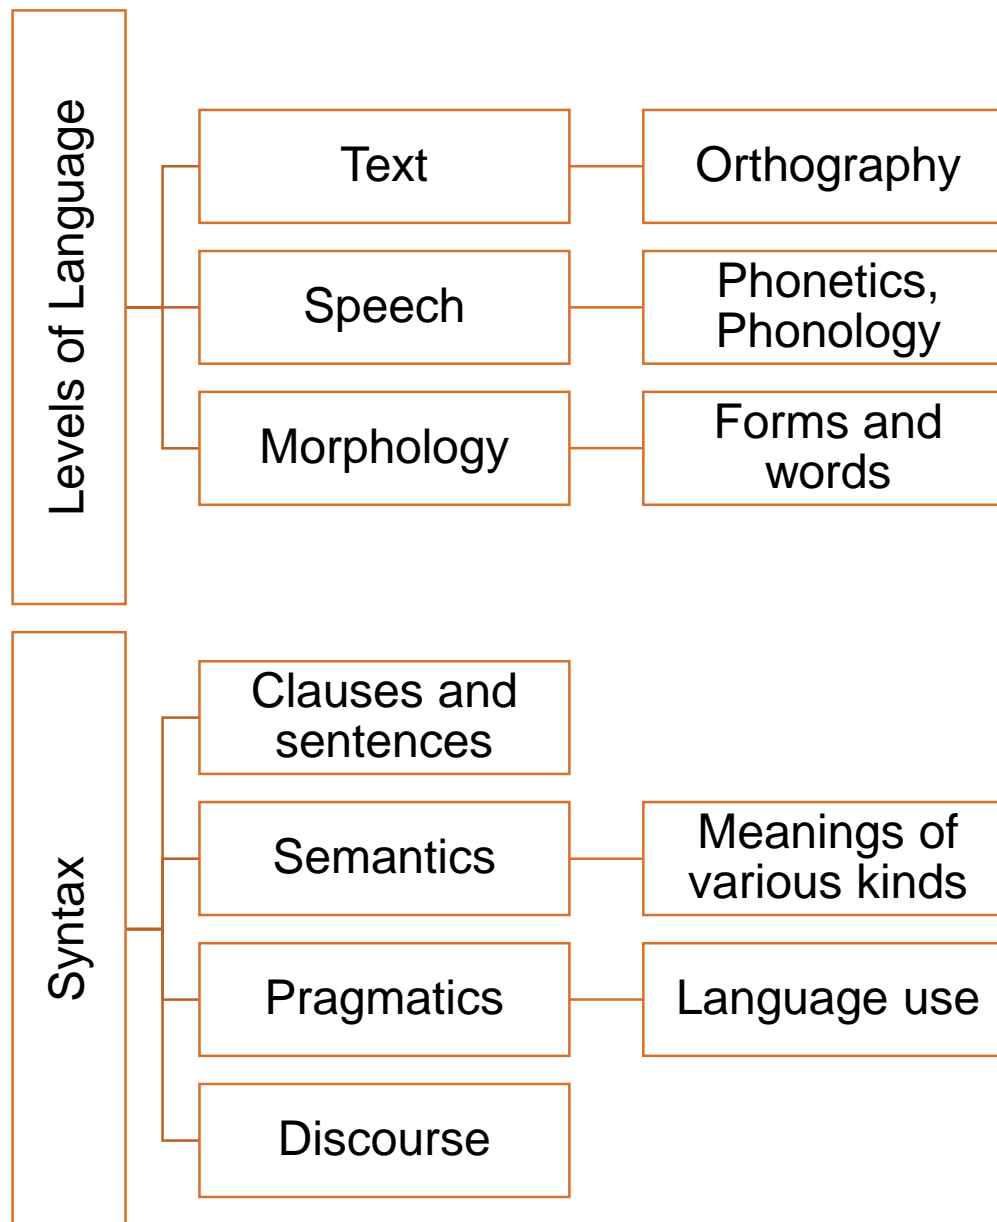 Levels of Language
Text
Orthography
Speech
Phonetics,
Phonology
Morphology
Forms and
words
Syntax
Clauses and
sentences
Semantics
Meanings of
various kinds
Pragmatics
Language use
Discourse